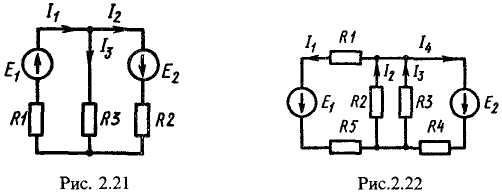 I1 I2
I3
E1 E2
R1 R3 R2
Рис. 2.21
I1 R1 I4
I2 I3
E1 R2 R3 E2
R5 R4
Рис.2.22